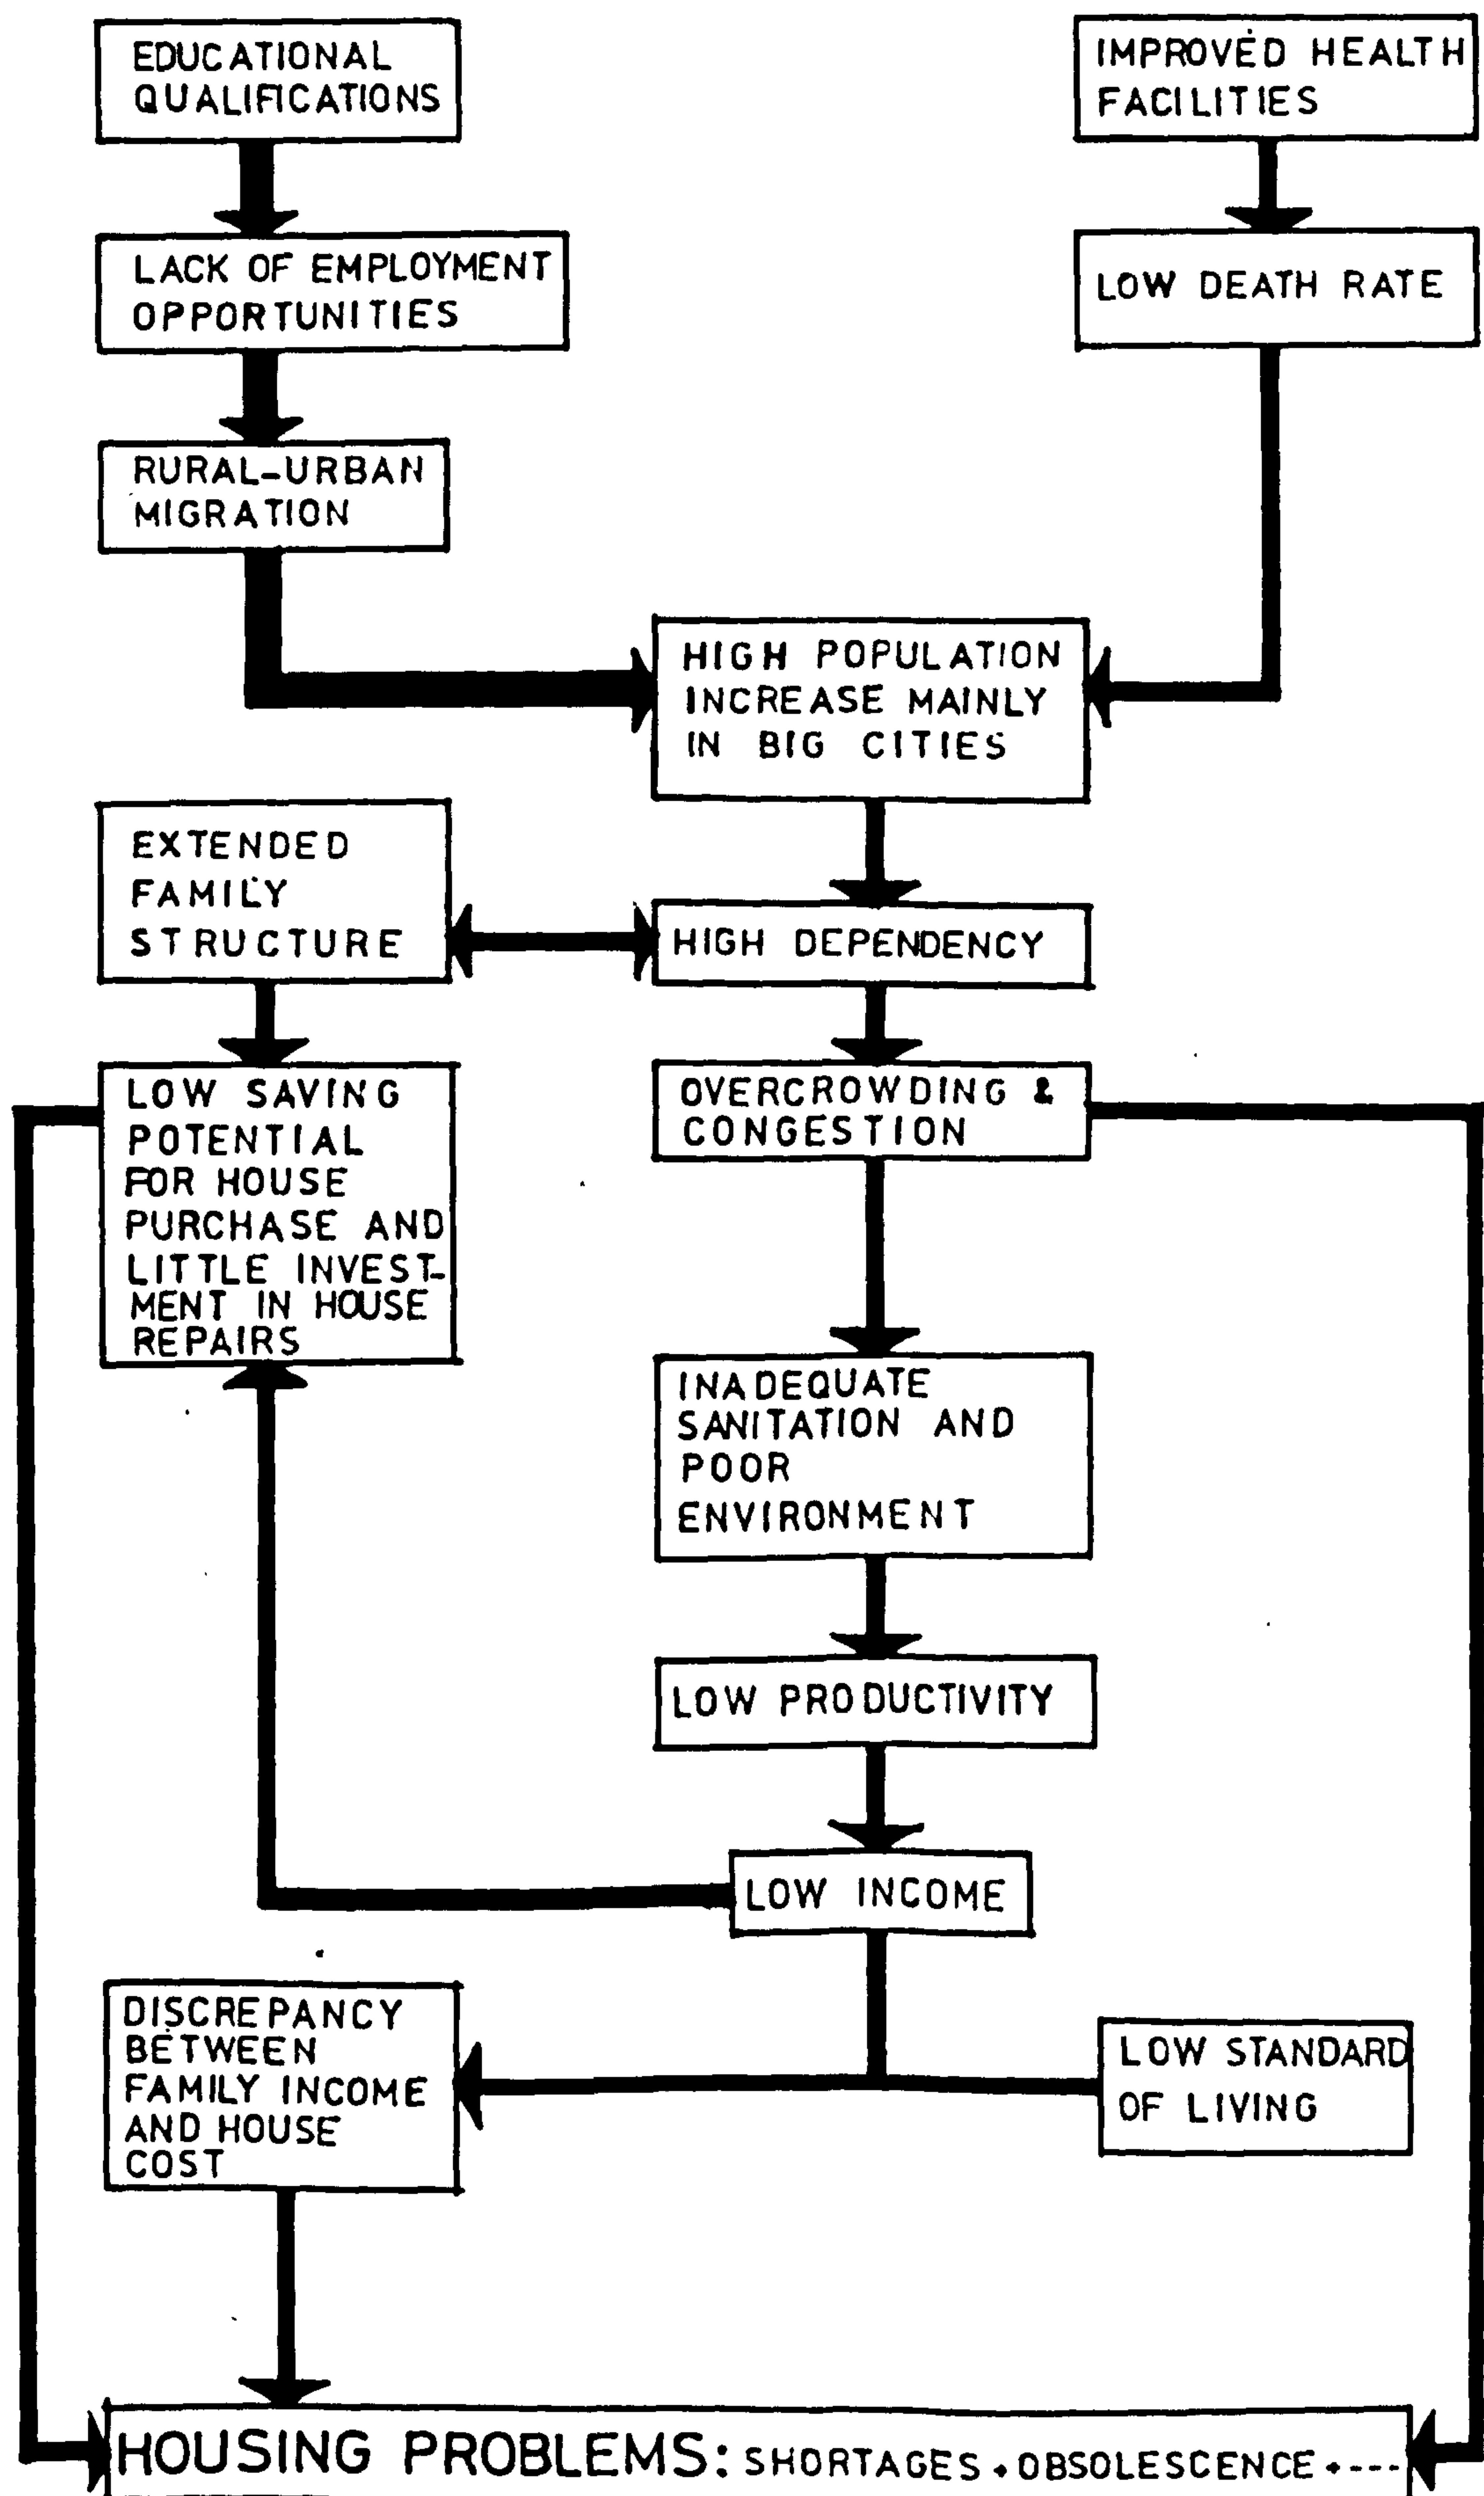 EDUCATIONAL
QUALIFICATIONS
IMPROVED HEALTH
FACILITIES
LACK OF EMPLOYMENT
OPPORTUNITIES
LOW DEATH RATE
RURAL-URBAN
MIGRATION
HIGH POPULATION
INCREASE MAINLY
IN BIG CITIES
EXTENDED
FAMILY
STRUCTURE
HIGH DEPENDENCY
LOW SAVING
POTENTIAL
FOR HOUSE
PURCHASE AND
LITTLE INVEST-
MENT IN HOUSE
REPAIRS
OVERCROWDING &
CONGESTION
INADEQUATE
SANITATION AND
POOR
ENVIRONMENT
LOW PRODUCTIVITY
LOW INCOME
DISCREPANCY
BETWEEN
FAMILY INCOME
AND HOUSE
COST
LOW STANDARD
OF LIVING
HOUSING PROBLEMS: SHORTAGES + OBSOLESCENCE + ---